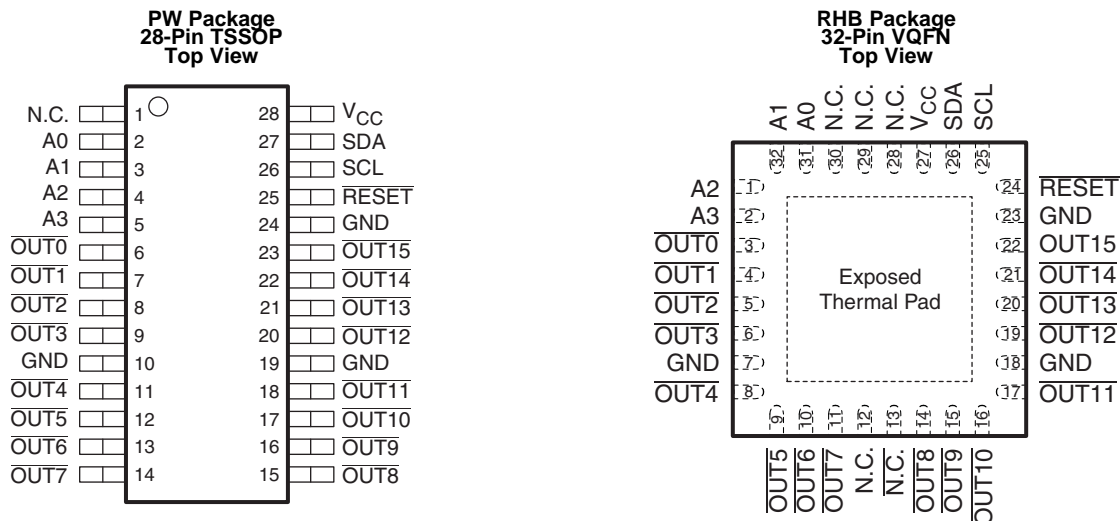 PW Package
28-Pin TSSOP
Top View
N.C. 1 28 VCC
A0 2 27 SDA
A1 3 26 SCL
A2 4 25 RESET
A3 5 24 GND
OUT0 6 23 OUT15
OUT1 7 22 OUT14
OUT2 8 21 OUT13
OUT3 9 20 OUT12
GND 10 19 GND
OUT4 11 18 OUT11
OUT5 12 17 OUT10
OUT6 13 16 OUT9
OUT7 14 15 OUT8
RHB Package
32-Pin VQFN
Top View
A1 A0 N.C. N.C. N.C. VCC SDA SCL
32 31 30 29 28 27 26 25
A2 1 24 RESET
A3 2 23 GND
OUT0 3 22 OUT15
OUT1 4 21 OUT14
OUT2 5 20 OUT13
OUT3 6 19 OUT12
GND 7 18 GND
OUT4 8 17 OUT11
Exposed
Thermal Pad
9 10 11 12 13 14 15 16
OUT5 OUT6 OUT7 N.C. N.C. OUT8 OUT9 OUT10